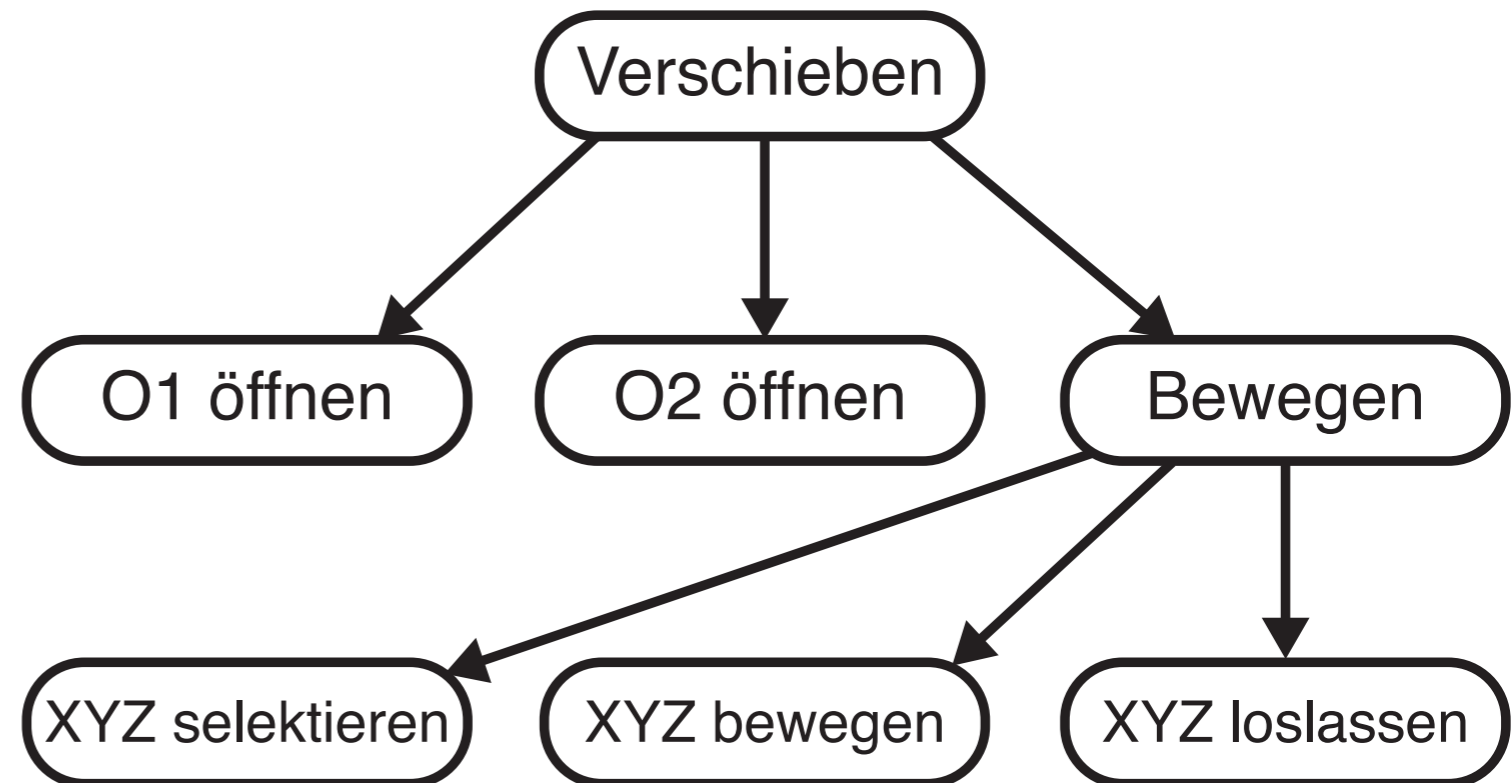 Verschieben
O1 öffnen
O2 öffnen
Bewegen
XYZ selektieren
XYZ bewegen
XYZ loslassen